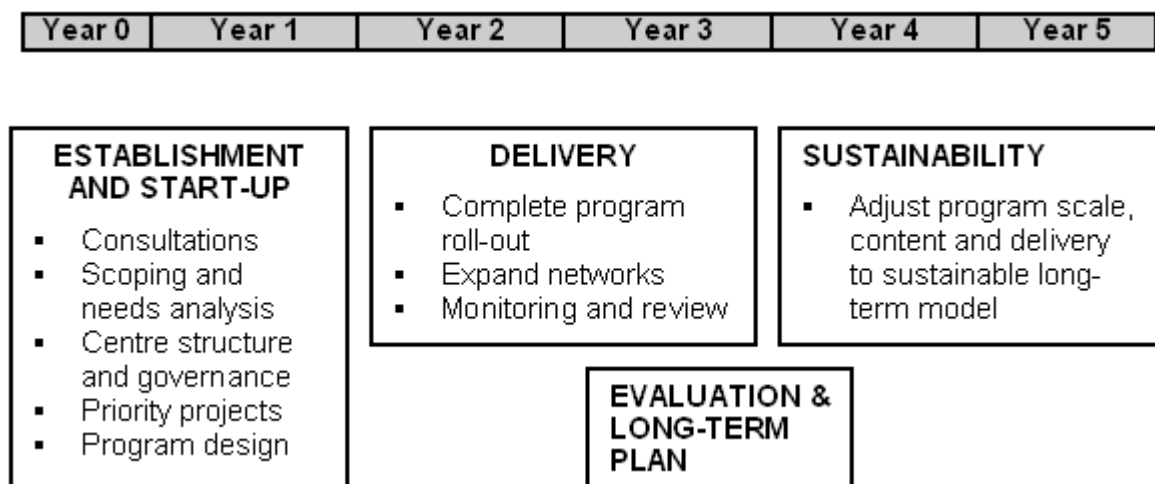 Year 0 Year 1 Year 2 Year 3 Year 4 Year 5
ESTABLISHMENT
AND START-UP
▪ Consultations
▪ Scoping and
needs analysis
▪ Centre structure
and governance
▪ Priority projects
▪ Program design
DELIVERY
▪ Complete program
roll-out
▪ Expand networks
▪ Monitoring and review
SUSTAINABILITY
▪ Adjust program scale,
content and delivery
to sustainable long-
term model
EVALUATION &
LONG-TERM
PLAN